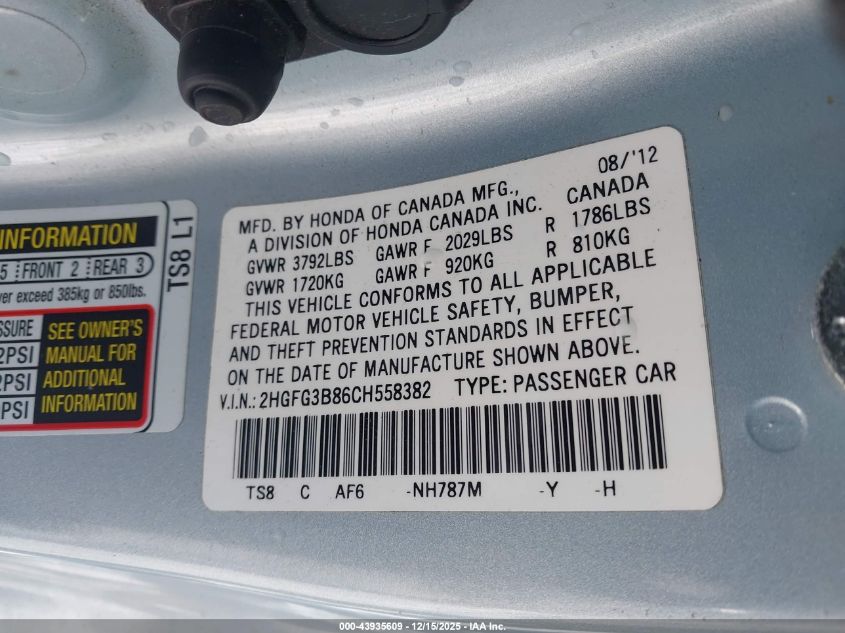 08/'12
MFD. BY HONDA OF CANADA MFG.,
A DIVISION OF HONDA CANADA INC. CANADA
GVWR 3792LBS GAWR F 2029LBS R 1786LBS
GVWR 1720KG GAWR F 920KG R 810KG
THIS VEHICLE CONFORMS TO ALL APPLICABLE
FEDERAL MOTOR VEHICLE SAFETY, BUMPER,
AND THEFT PREVENTION STANDARDS IN EFFECT
ON THE DATE OF MANUFACTURE SHOWN ABOVE.
V.I.N.: 2HGFG3B86CH558382 TYPE: PASSENGER CAR
TS8 C AF6 -NH787M -Y -H
INFORMATION
5 FRONT 2 REAR 3
exceed 385kg or 850lbs.
SEE OWNER'S
2PSI MANUAL FOR
PSI ADDITIONAL
PSI INFORMATION
TS8 L1
000-43935609 - 12/15/2025 - IAA Inc.